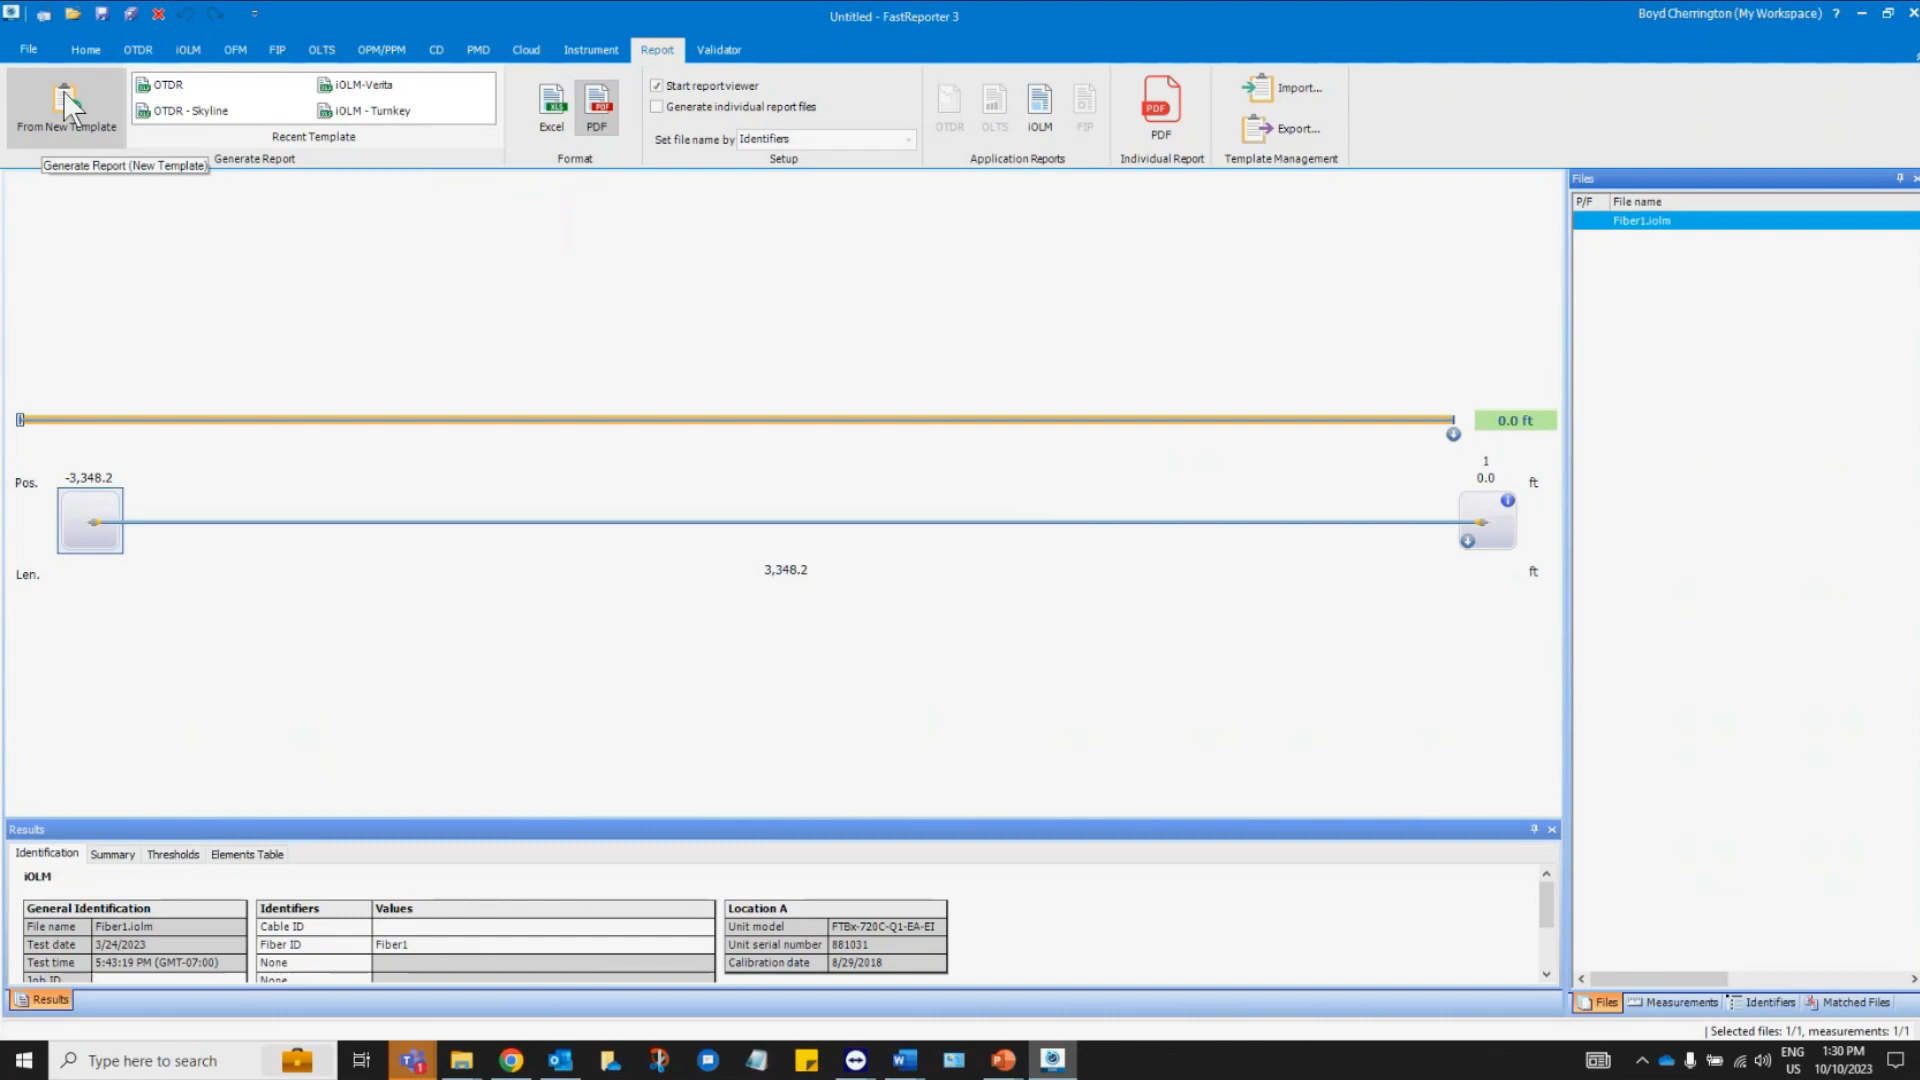 Untitled - FastReporter 3
Boyd Cherrington (My Workspace) ?
File Home OTDR iOLM OFM FIP OLTS OPM/PPM CD PMD Cloud Instrument Report Validator
From New Template
OTDR
iOLM-Verita
OTDR - Skyline
iOLM - Turnkey
Recent Template
Generate Report
Generate Report (New Template)
Excel
PDF
Format
Start report viewer
Generate individual report files
Set file name by Identifiers
Setup
OTDR OLTS iOLM FIP
Application Reports
PDF
Individual Report
Import...
Export...
Template Management
Files
P/F File name
Fiber1.iolm
0.0 ft
Pos. -3,348.2 1 0.0 ft
Len. 3,348.2 ft
Results
Identification Summary Thresholds Elements Table
iOLM
General Identification
File name Fiber1.iolm
Test date 3/24/2023
Test time 5:43:19 PM (GMT-07:00)
Job ID
Identifiers Values
Cable ID
Fiber ID Fiber1
None
None
Location A
Unit model FTBx-720C-Q1-EA-EI
Unit serial number 881031
Calibration date 8/29/2018
Results
Files Measurements Identifiers Matched Files
Selected files: 1/1, measurements: 1/1
Type here to search
ENG
US
1:30 PM
10/10/2023